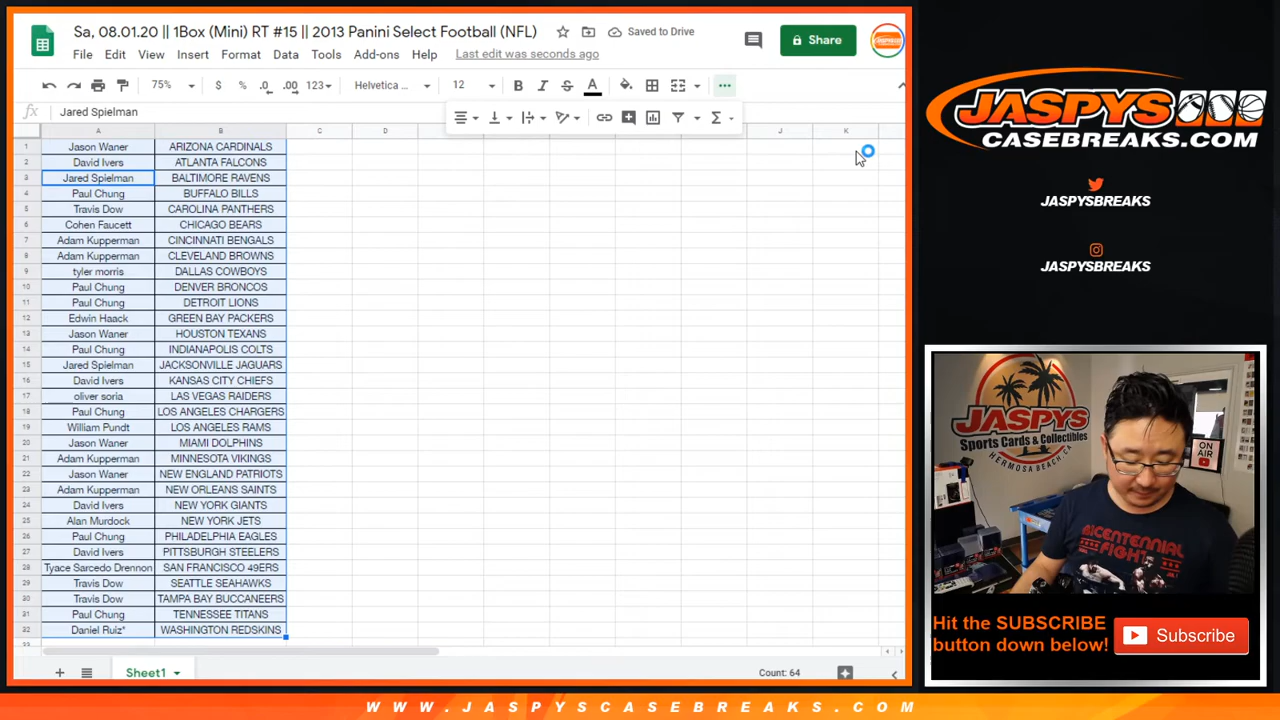 Sa, 08.01.20 || 1Box (Mini) RT #15 || 2013 Panini Select Football (NFL)
Saved to Drive
Share
File Edit View Insert Format Data Tools Add-ons Help Last edit was seconds ago
75% $ % .0 .00 123 Helvetica ... 12 B I S A
fx Jared Spielman
A B C D J K
1 Jason Waner ARIZONA CARDINALS
2 David Ivers ATLANTA FALCONS
3 Jared Spielman BALTIMORE RAVENS
4 Paul Chung BUFFALO BILLS
5 Travis Dow CAROLINA PANTHERS
6 Cohen Faucett CHICAGO BEARS
7 Adam Kupperman CINCINNATI BENGALS
8 Adam Kupperman CLEVELAND BROWNS
9 tyler morris DALLAS COWBOYS
10 Paul Chung DENVER BRONCOS
11 Paul Chung DETROIT LIONS
12 Edwin Haack GREEN BAY PACKERS
13 Jason Waner HOUSTON TEXANS
14 Paul Chung INDIANAPOLIS COLTS
15 Jared Spielman JACKSONVILLE JAGUARS
16 David Ivers KANSAS CITY CHIEFS
17 oliver soria LAS VEGAS RAIDERS
18 Paul Chung LOS ANGELES CHARGERS
19 William Pundt LOS ANGELES RAMS
20 Jason Waner MIAMI DOLPHINS
21 Adam Kupperman MINNESOTA VIKINGS
22 Jason Waner NEW ENGLAND PATRIOTS
23 Adam Kupperman NEW ORLEANS SAINTS
24 David Ivers NEW YORK GIANTS
25 Alan Murdock NEW YORK JETS
26 Paul Chung PHILADELPHIA EAGLES
27 David Ivers PITTSBURGH STEELERS
28 Tyace Sarcedo Drennon SAN FRANCISCO 49ERS
29 Travis Dow SEATTLE SEAHAWKS
30 Travis Dow TAMPA BAY BUCCANEERS
31 Paul Chung TENNESSEE TITANS
32 Daniel Ruiz* WASHINGTON REDSKINS
Sheet1
Count: 64
JASPYS
CASEBREAKS.COM
JASPYSBREAKS
JASPYSBREAKS
JASPYS
Sports Cards & Collectibles
HERMOSA BEACH, CA
ON
AIR
BICENTENNIAL
FIGHT
Hit the SUBSCRIBE
button down below!
Subscribe
WWW.JASPYSCASEBREAKS.COM